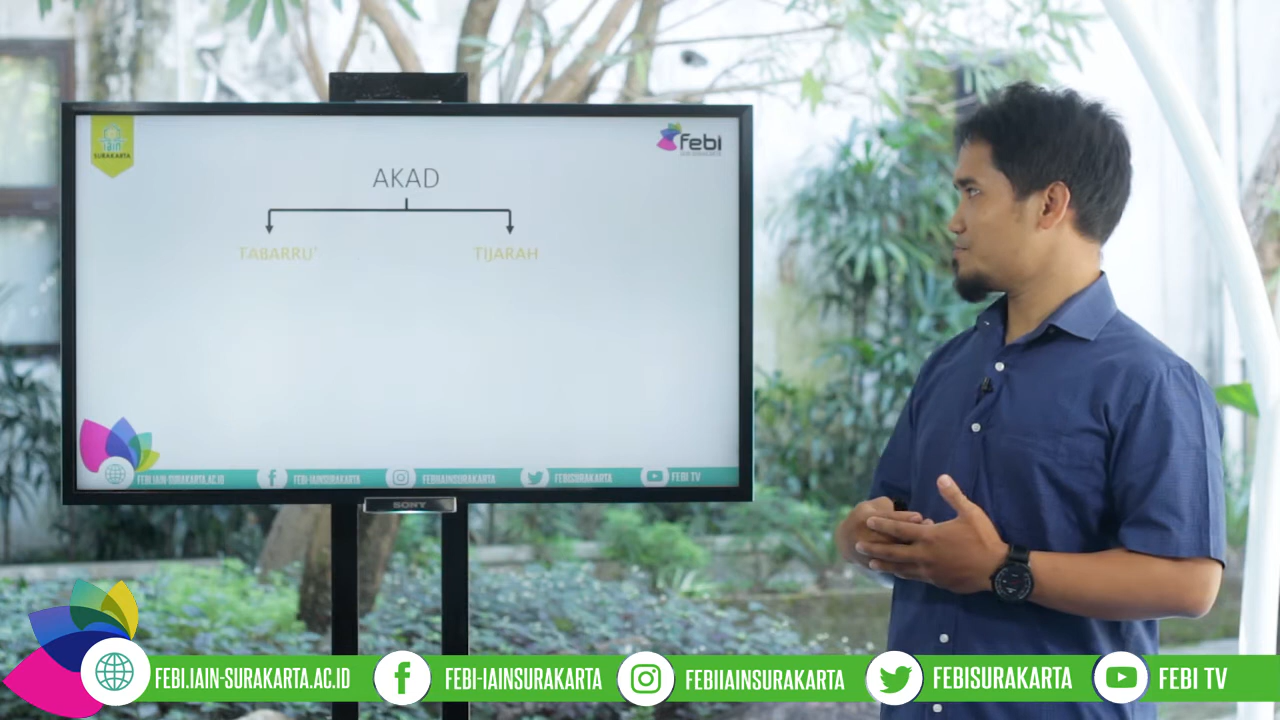 iain
SURAKARTA
febi
AKAD
TABARRU'
TIJARAH
FEBI.IAIN-SURAKARTA.AC.ID
FEBI-IAINSURAKARTA
FEBIIAINSURAKARTA
FEBISURAKARTA
FEBI TV
SONY
FEBI.IAIN-SURAKARTA.AC.ID
FEBI-IAINSURAKARTA
FEBIIAINSURAKARTA
FEBISURAKARTA
FEBI TV